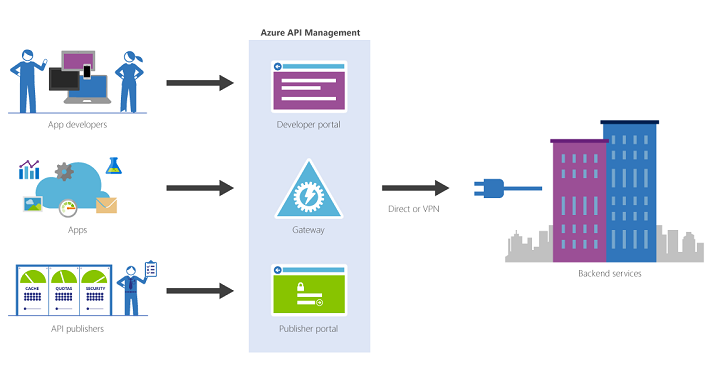 Azure API Management
App developers
Developer portal
Apps
Gateway
Direct or VPN
Backend services
CACHE
QUOTAS
SECURITY
API publishers
Publisher portal